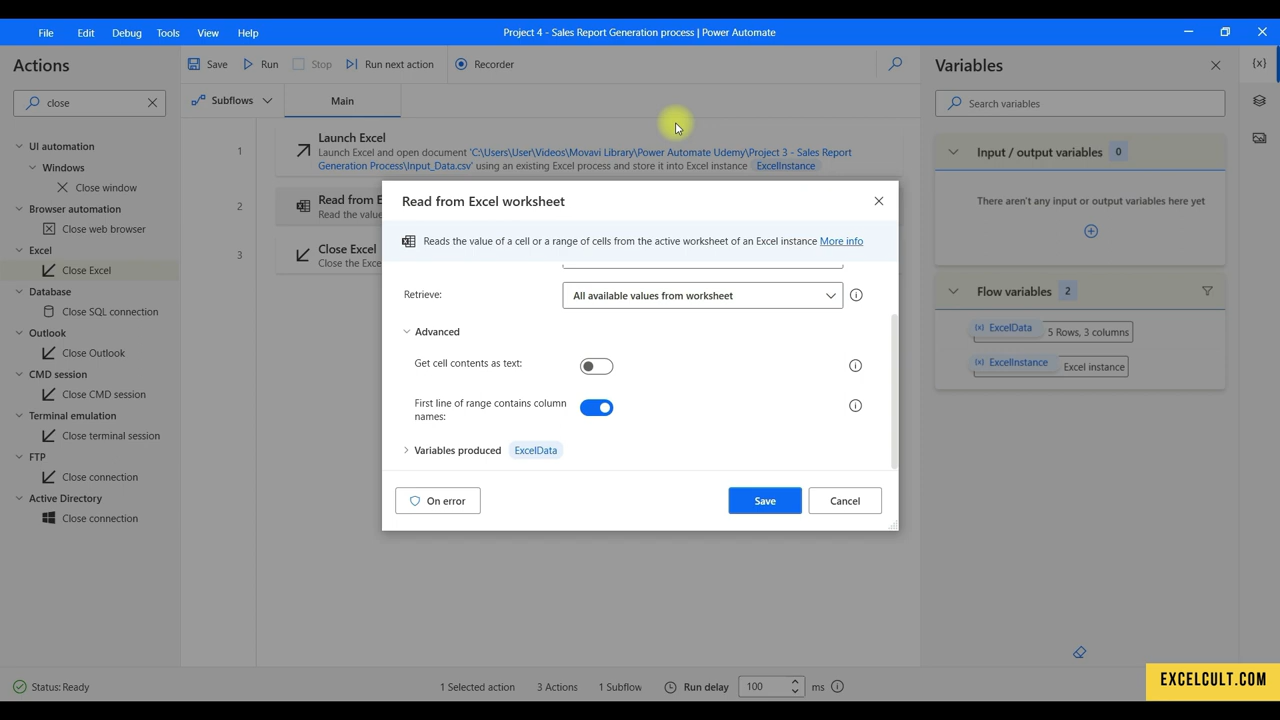 File Edit Debug Tools View Help
Project 4 - Sales Report Generation process | Power Automate
Actions
Save Run Stop Run next action Recorder
Variables
{x}
close
Subflows
Main
Search variables
UI automation
Windows
Close window
Browser automation
Close web browser
Excel
Close Excel
Database
Close SQL connection
Outlook
Close Outlook
CMD session
Close CMD session
Terminal emulation
Close terminal session
FTP
Close connection
Active Directory
Close connection
1
Launch Excel
Launch Excel and open document 'C:\Users\User\Videos\Movavi Library\Power Automate Udemy\Project 3 - Sales Report
Generation Process\Input_Data.csv' using an existing Excel process and store it into Excel instance ExcelInstance
2
Read from E
Read the value
3
Close Excel
Close the Exce
Read from Excel worksheet
Reads the value of a cell or a range of cells from the active worksheet of an Excel instance More info
Retrieve:
All available values from worksheet
Advanced
Get cell contents as text:
First line of range contains column
names:
Variables produced ExcelData
On error
Save
Cancel
Input / output variables 0
There aren't any input or output variables here yet
Flow variables 2
{x} ExcelData 5 Rows, 3 columns
{x} ExcelInstance Excel instance
Status: Ready
1 Selected action
3 Actions
1 Subflow
Run delay
100
ms
EXCELCULT.COM